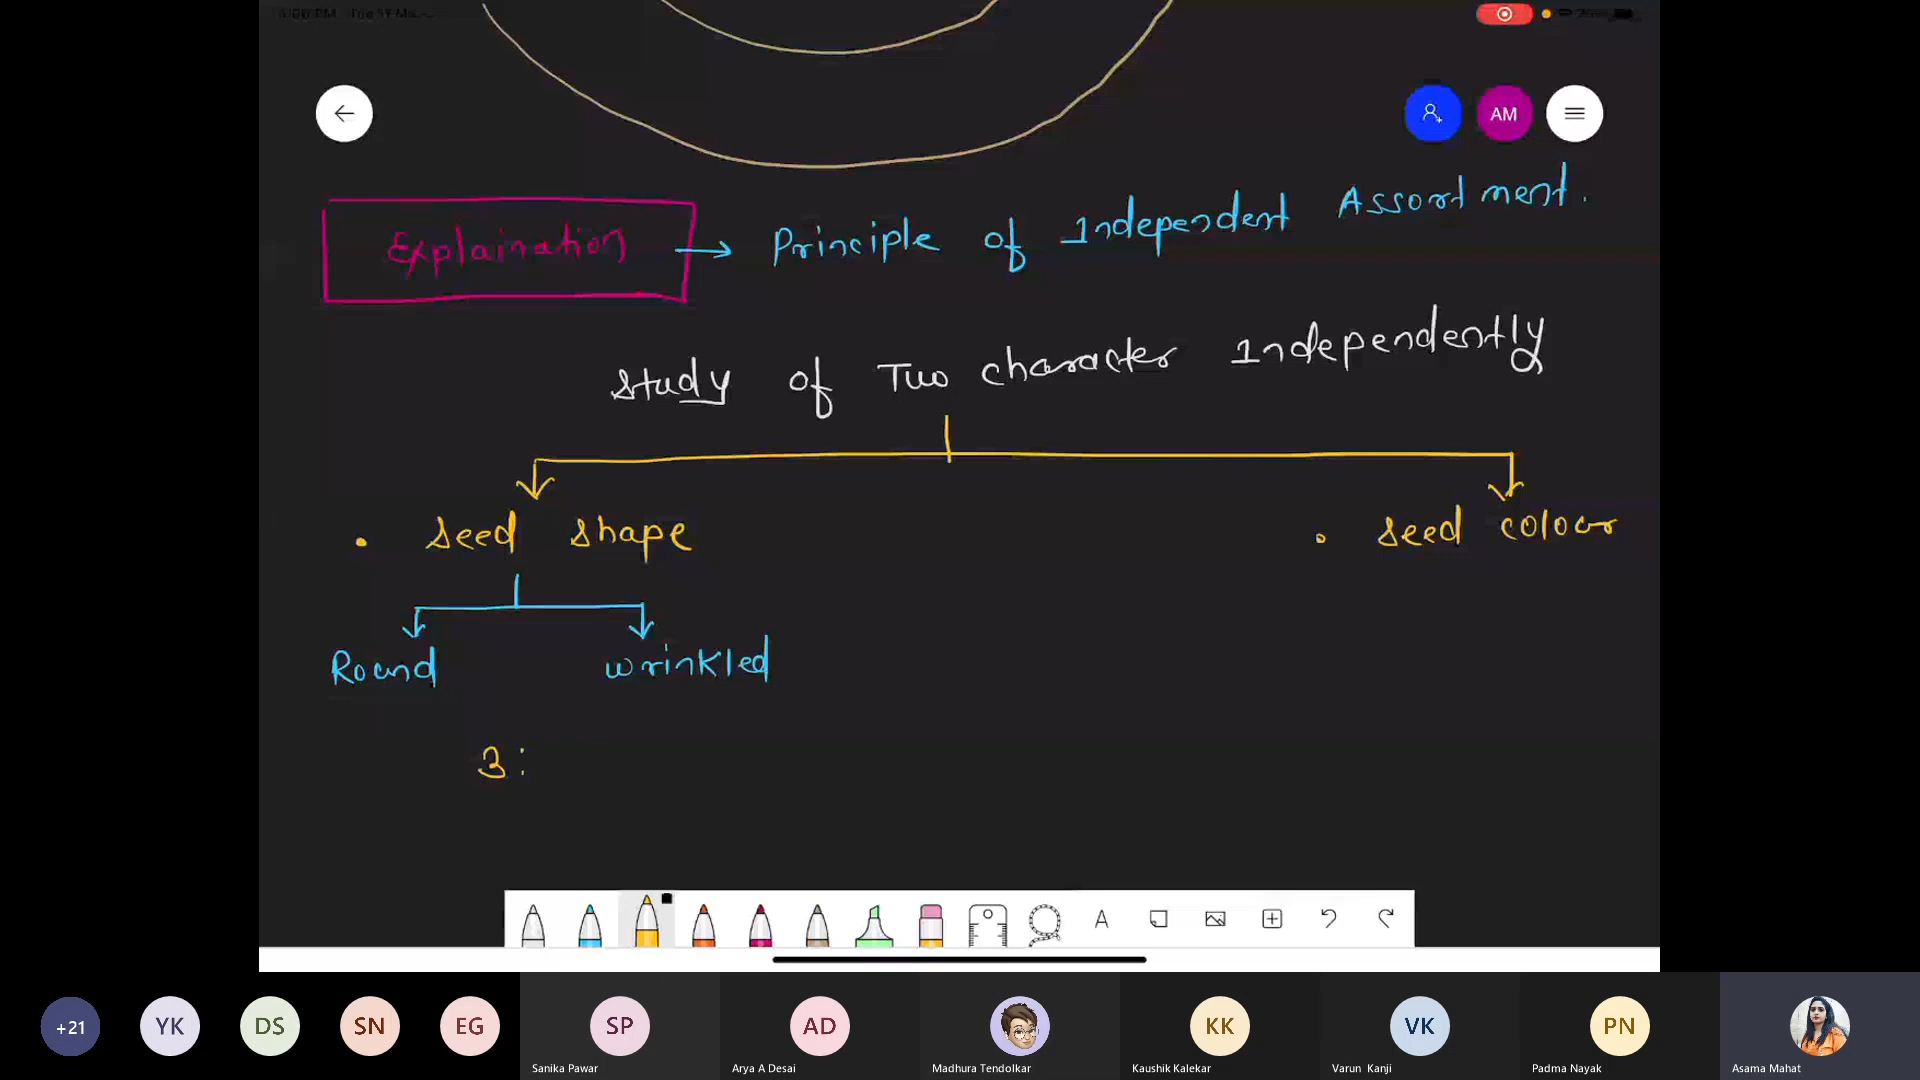 AM
Explaination → Principle of Independent Assortment.
Study of Two character Independently
• Seed shape
• Seed colour
Round
wrinkled
3:
A
+21
YK
DS
SN
EG
SP
AD
KK
VK
PN
Sanika Pawar
Arya A Desai
Madhura Tendolkar
Kaushik Kalekar
Varun Kanji
Padma Nayak
Asama Mahat